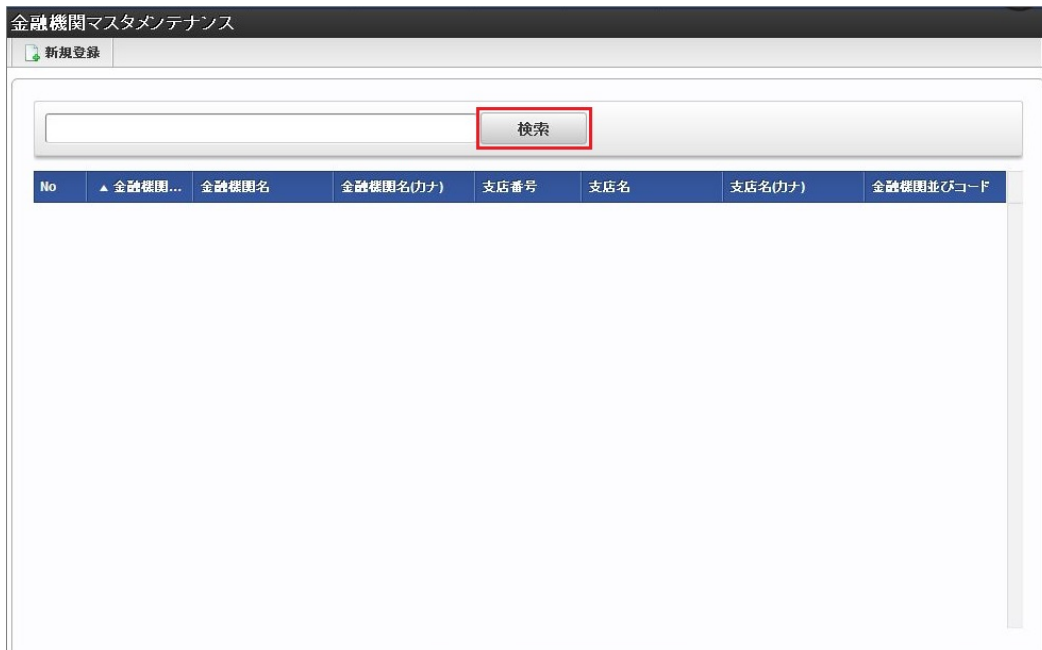 金融機関マスタメンテナンス
新規登録
検索
No ▲ 金融機関... 金融機関名 金融機関名(カナ) 支店番号 支店名 支店名(カナ) 金融機関並びコード